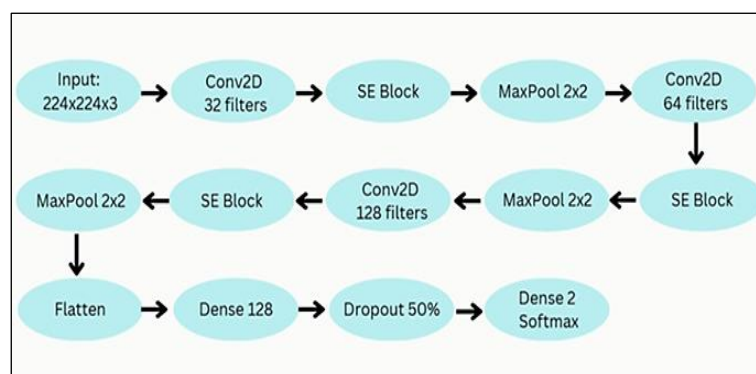 Input:
224x224x3
Conv2D
32 filters
SE Block
MaxPool 2x2
Conv2D
64 filters
SE Block
MaxPool 2x2
Conv2D
128 filters
SE Block
MaxPool 2x2
Flatten
Dense 128
Dropout 50%
Dense 2
Softmax